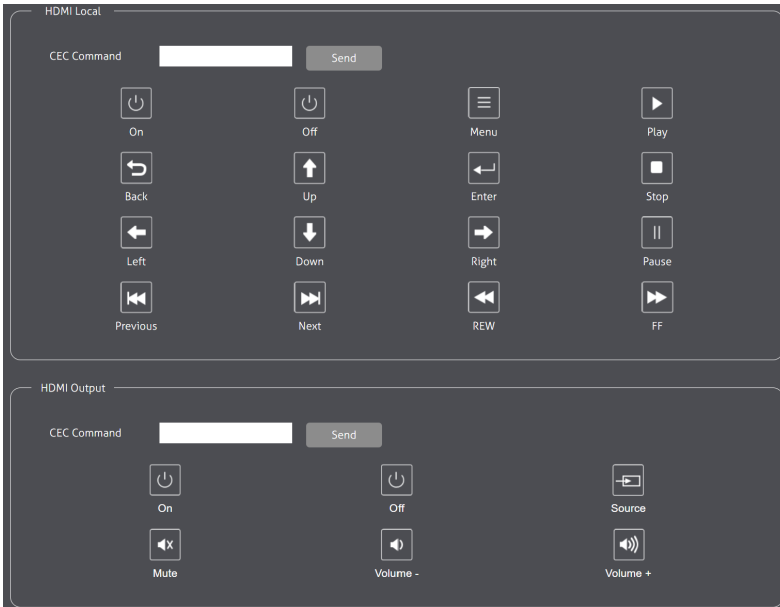 HDMI Local
CEC Command Send
On Off Menu Play
Back Up Enter Stop
Left Down Right Pause
Previous Next REW FF
HDMI Output
CEC Command Send
On Off Source
Mute Volume - Volume +